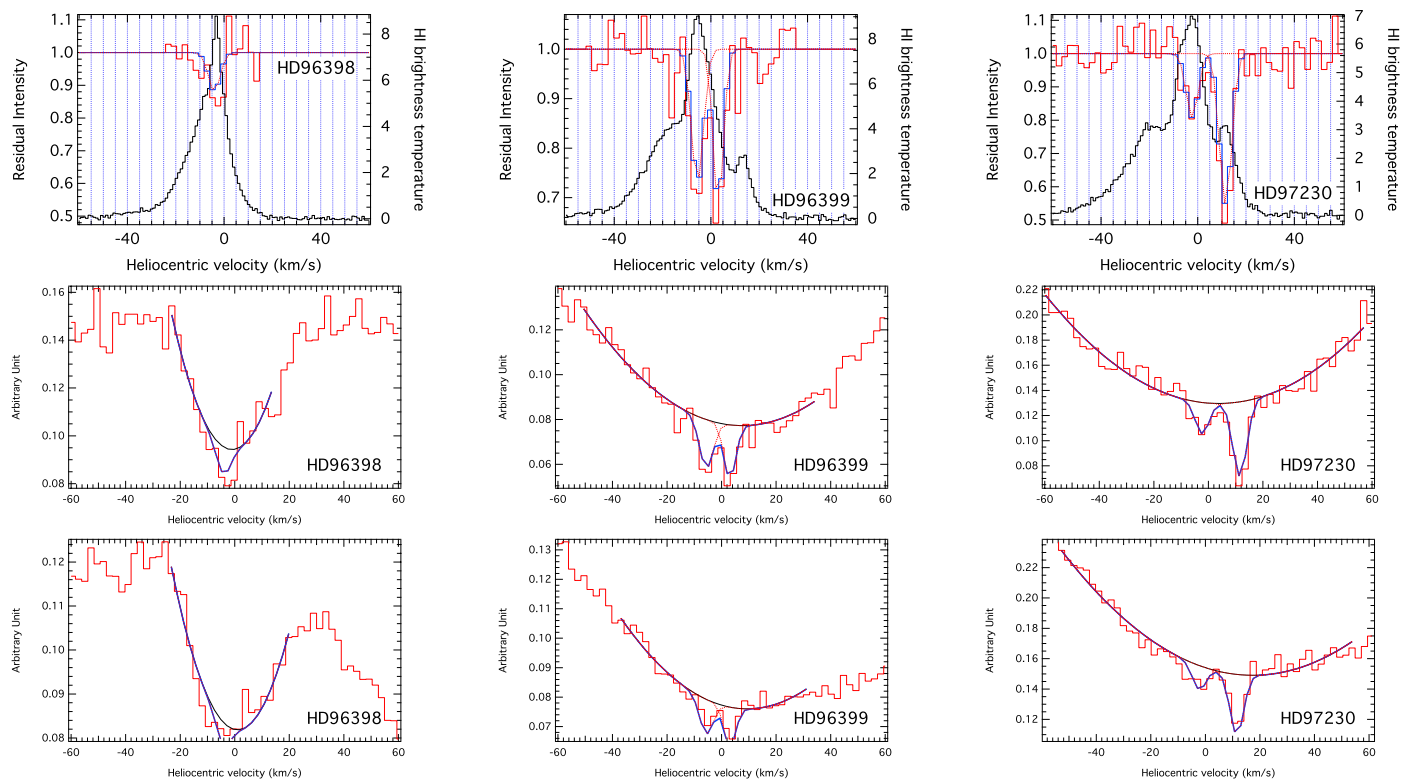 1.1
1.0
0.9
0.8
0.7
0.6
0.5
Residual Intensity
8
6
4
2
0
HI brightness temperature
HD96398
-40
0
40
Heliocentric velocity (km/s)
1.0
0.9
0.8
0.7
Residual Intensity
8
6
4
2
0
HI brightness temperature
HD96399
-40
0
40
Heliocentric velocity (km/s)
1.1
1.0
0.9
0.8
0.7
0.6
0.5
Residual Intensity
7
6
5
4
3
2
1
0
HI brightness temperature
HD97230
-40
0
40
Heliocentric velocity (km/s)
0.16
0.14
0.12
0.10
0.08
Arbitrary Unit
HD96398
-60 -40 -20 0 20 40 60
Heliocentric velocity (km/s)
0.12
0.10
0.08
0.06
Arbitrary Unit
HD96399
-60 -40 -20 0 20 40 60
Heliocentric velocity (km/s)
0.22
0.20
0.18
0.16
0.14
0.12
0.10
0.08
Arbitrary Unit
HD97230
-60 -40 -20 0 20 40 60
Heliocentric velocity (km/s)
0.12
0.11
0.10
0.09
0.08
Arbitrary Unit
HD96398
-60 -40 -20 0 20 40 60
Heliocentric velocity (km/s)
0.13
0.12
0.11
0.10
0.09
0.08
0.07
Arbitrary Unit
HD96399
-60 -40 -20 0 20 40 60
Heliocentric velocity (km/s)
0.22
0.20
0.18
0.16
0.14
0.12
Arbitrary Unit
HD97230
-40 -20 0 20 40 60
Heliocentric velocity (km/s)